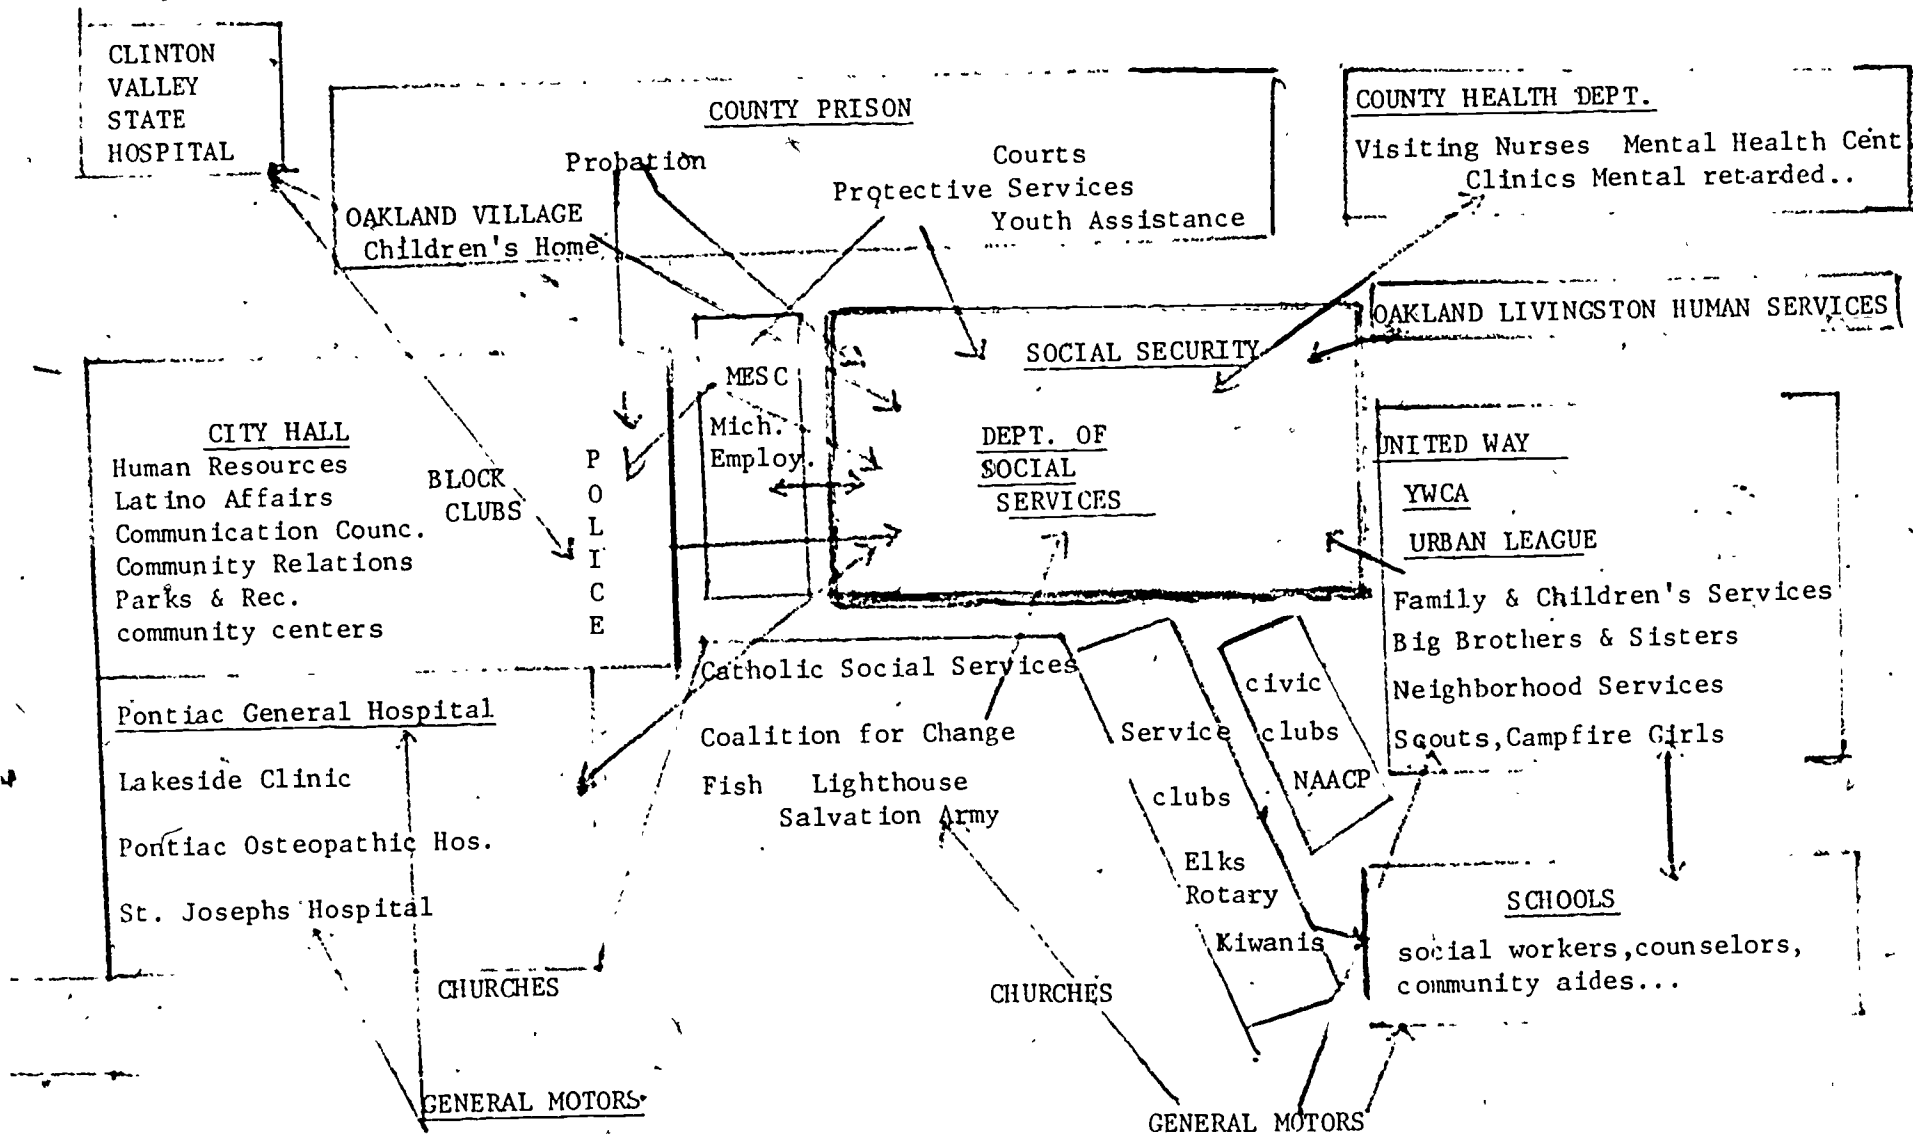 CLINTON
VALLEY
STATE
HOSPITAL
COUNTY PRISON
Probation
Courts
Protective Services
Youth Assistance
OAKLAND VILLAGE
Children's Home
COUNTY HEALTH DEPT.
Visiting Nurses Mental Health Cent
Clinics Mental retarded..
OAKLAND LIVINGSTON HUMAN SERVICES
SOCIAL SECURITY
DEPT. OF
SOCIAL
SERVICES
MESC
Mich.
Employ.
CITY HALL
Human Resources
Latino Affairs
Communication Counc.
Community Relations
Parks & Rec.
community centers
BLOCK
CLUBS
POLICE
UNITED WAY
YWCA
URBAN LEAGUE
Family & Children's Services
Big Brothers & Sisters
Neighborhood Services
Scouts,Campfire Girls
Pontiac General Hospital
Lakeside Clinic
Pontiac Osteopathic Hos.
St. Josephs Hospital
Catholic Social Services
Coalition for Change
Fish Lighthouse
Salvation Army
Service
clubs
Elks
Rotary
Kiwanis
civic
clubs
NAACP
SCHOOLS
social workers,counselors,
community aides...
CHURCHES
CHURCHES
GENERAL MOTORS
GENERAL MOTORS